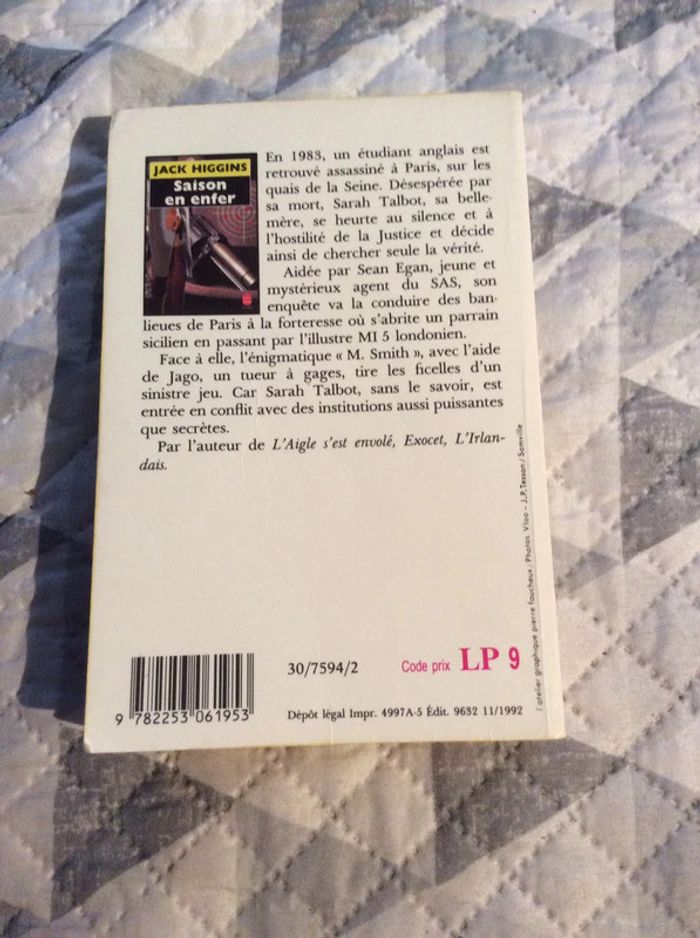 JACK HIGGINS
Saison
en enfer
En 1983, un étudiant anglais est
retrouvé assassiné à Paris, sur les
quais de la Seine. Désespérée par
sa mort, Sarah Talbot, sa belle-
mère, se heurte au silence et à
l'hostilité de la Justice et décide
ainsi de chercher seule la vérité.
Aidée par Sean Egan, jeune et
mystérieux agent du SAS, son
enquête va la conduire des ban-
lieues de Paris à la forteresse où s'abrite un parrain
sicilien en passant par l'illustre MI 5 londonien.
Face à elle, l'énigmatique « M. Smith », avec l'aide
de Jago, un tueur à gages, tire les ficelles d'un
sinistre jeu. Car Sarah Talbot, sans le savoir, est
entrée en conflit avec des institutions aussi puissantes
que secrètes.
Par l'auteur de L'Aigle s'est envolé, Exocet, L'Irlan-
dais.
l'atelier graphique pierre faucheux/Photos Vloo - J.P. Tesson/Somville
30/7594/2
Code prix LP 9
9 782253 061953
Dépôt légal Impr. 4997A-5 Édit. 9632 11/1992